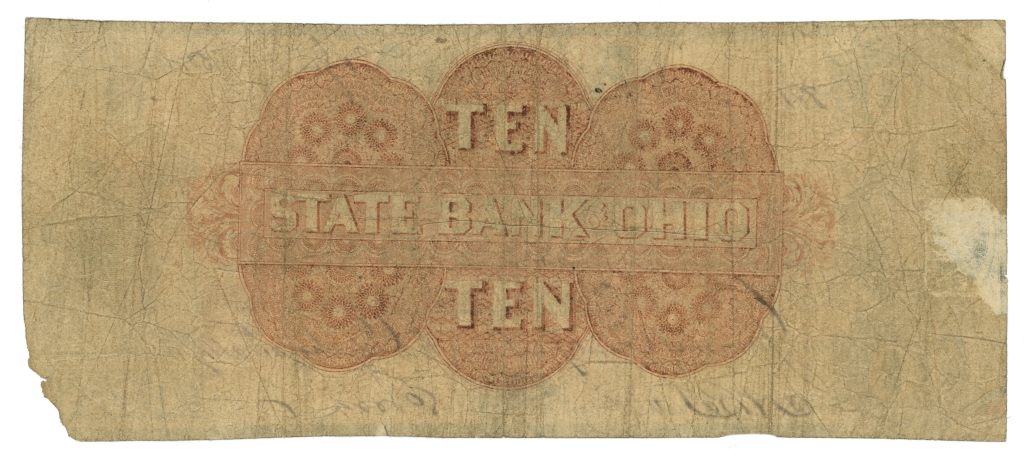 TEN
STATE BANK OF OHIO
TEN